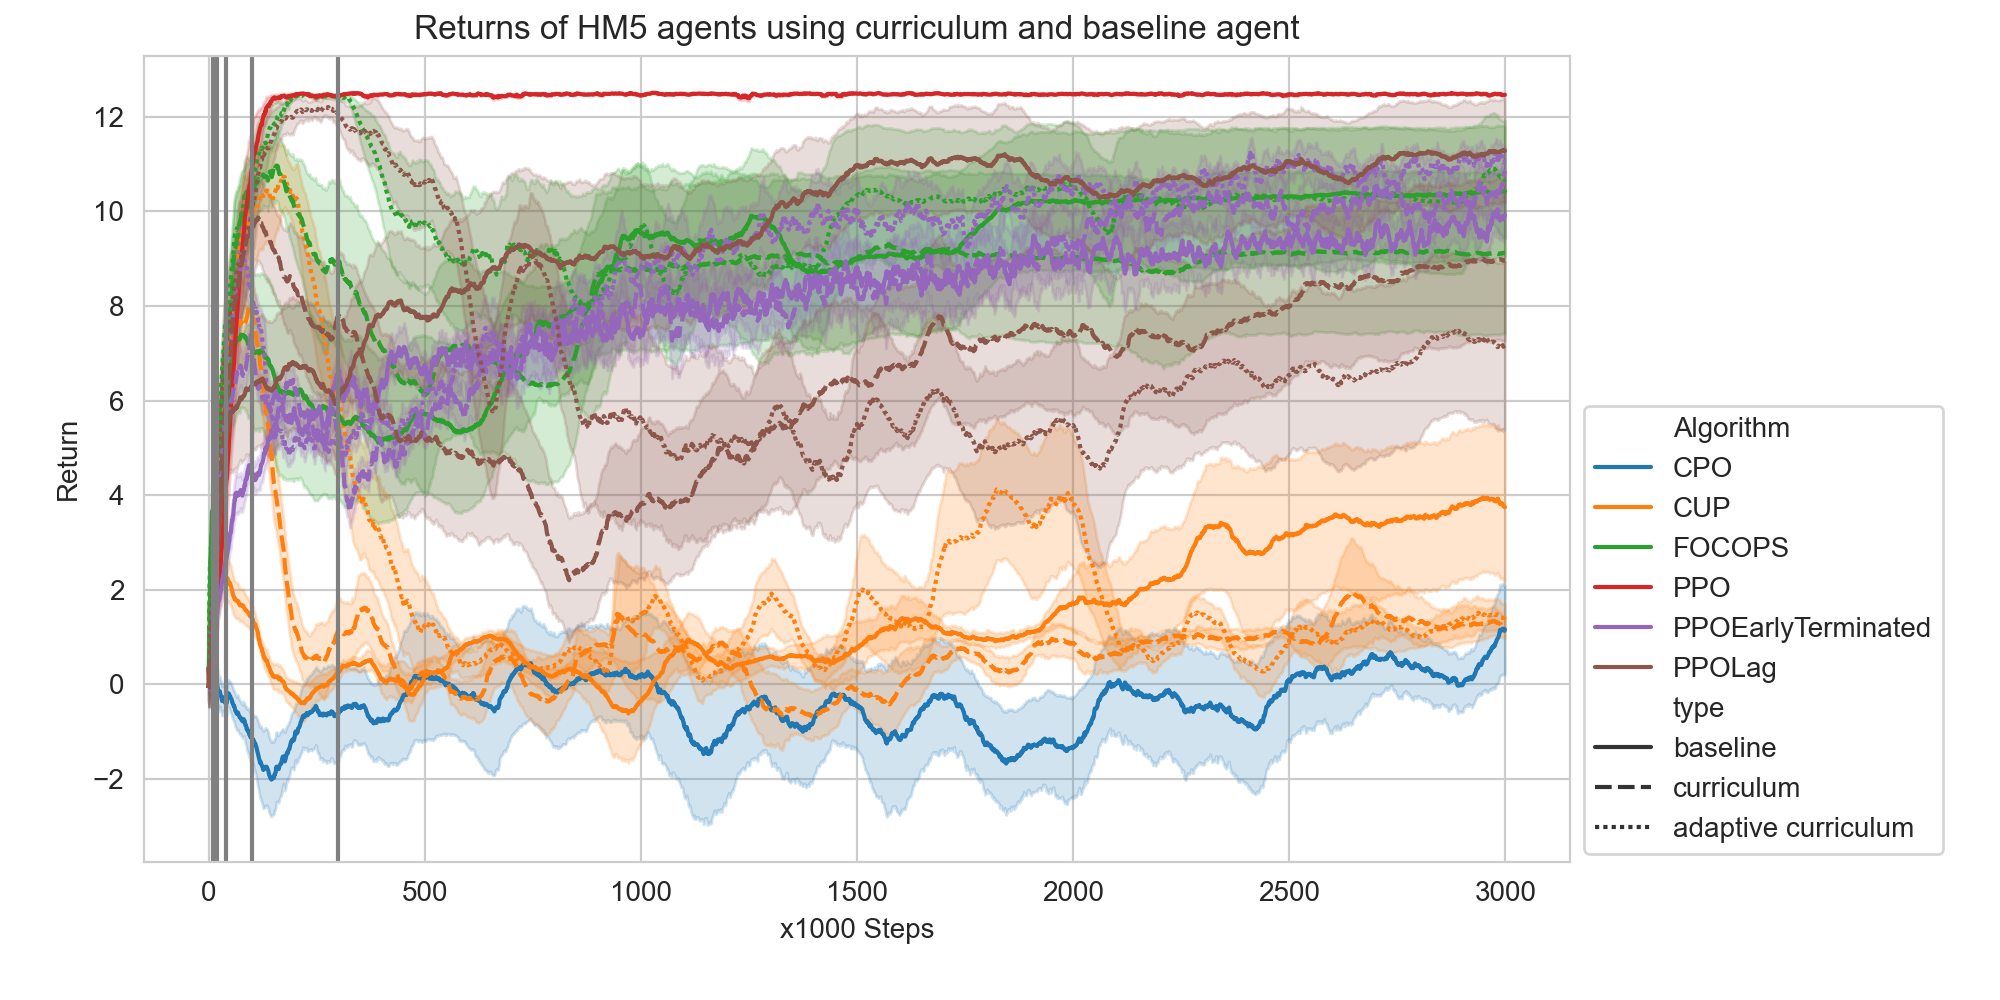 Returns of HM5 agents using curriculum and baseline agent
12
10
8
6
4
2
0
−2
Return
0 500 1000 1500 2000 2500 3000
x1000 Steps
Algorithm
CPO
CUP
FOCOPS
PPO
PPOEarlyTerminated
PPOLag
type
baseline
curriculum
adaptive curriculum